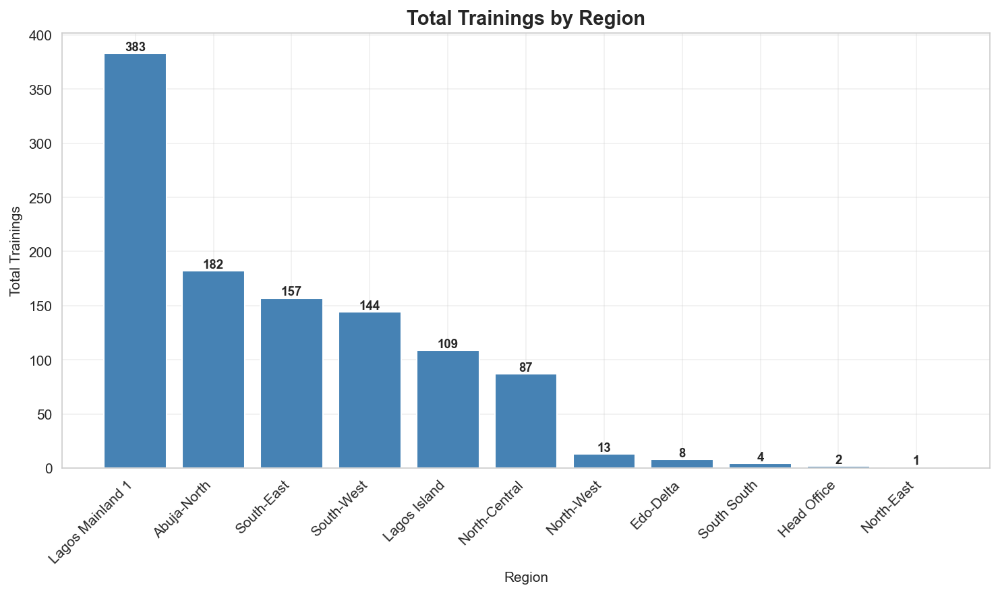 Total Trainings by Region
Total Trainings
400
350
300
250
200
150
100
50
0
383
182
157
144
109
87
13
8
4
2
1
Lagos Mainland 1
Abuja-North
South-East
South-West
Lagos Island
North-Central
North-West
Edo-Delta
South South
Head Office
North-East
Region